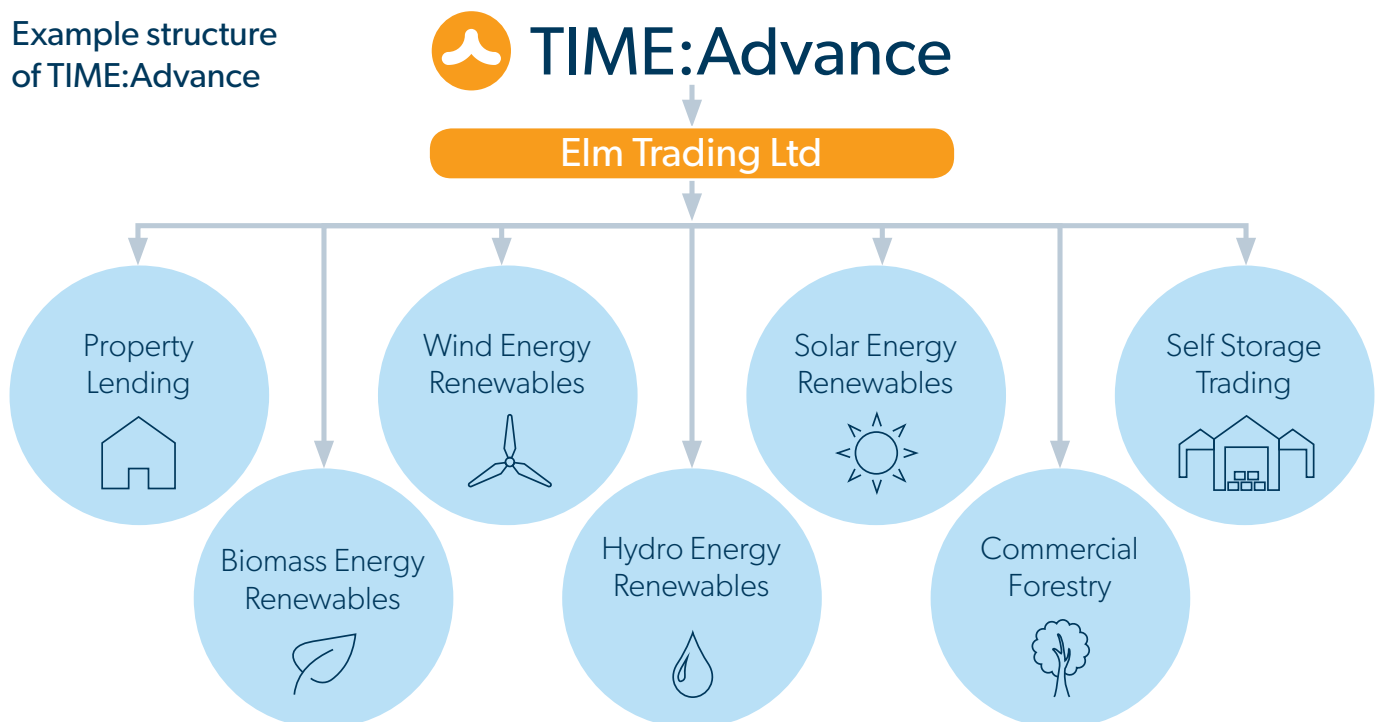 Example structure
of TIME:Advance
TIME:Advance
Elm Trading Ltd
Property
Lending
Wind Energy
Renewables
Solar Energy
Renewables
Self Storage
Trading
Biomass Energy
Renewables
Hydro Energy
Renewables
Commercial
Forestry